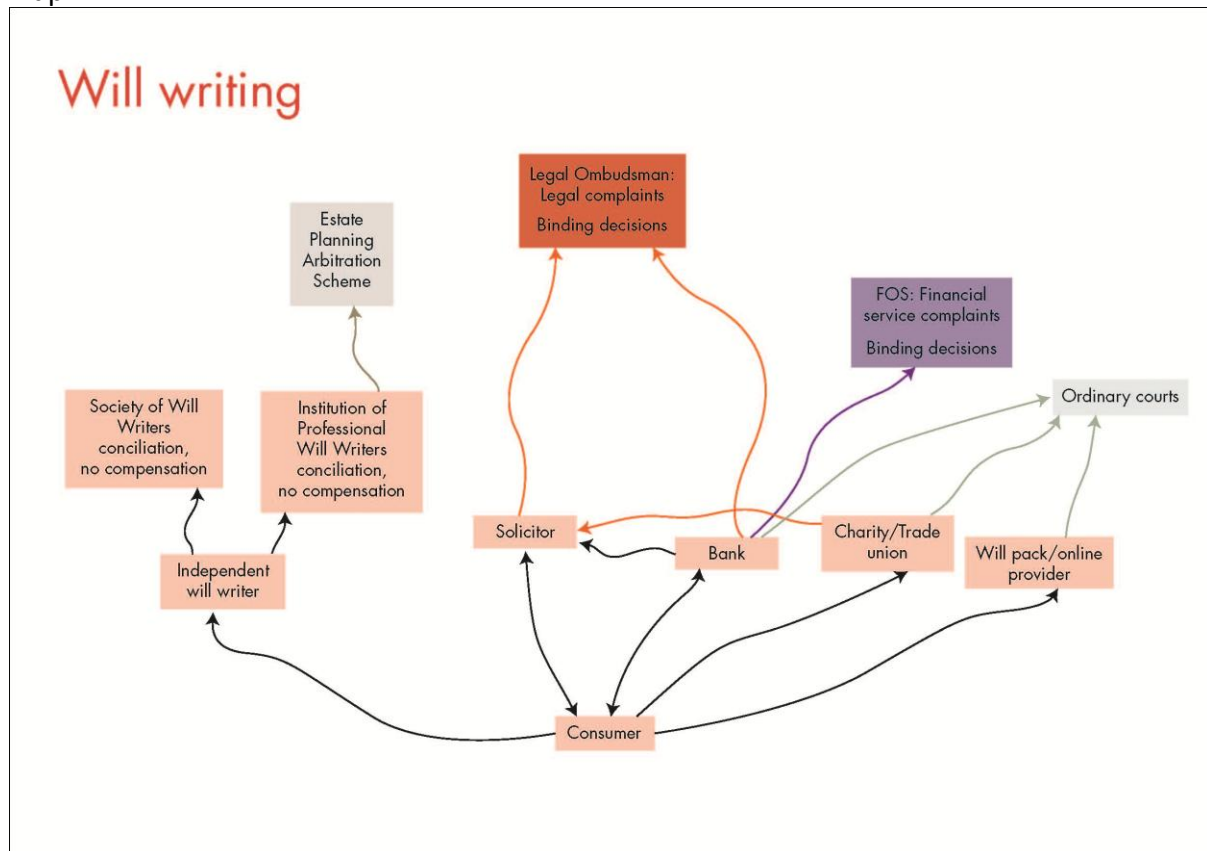 Will writing
Legal Ombudsman:
Legal complaints
Binding decisions
Estate
Planning
Arbitration
Scheme
FOS: Financial
service complaints
Binding decisions
Society of Will
Writers
conciliation,
no compensation
Institution of
Professional
Will Writers
conciliation,
no compensation
Ordinary courts
Solicitor
Bank
Charity/Trade
union
Will pack/online
provider
Independent
will writer
Consumer